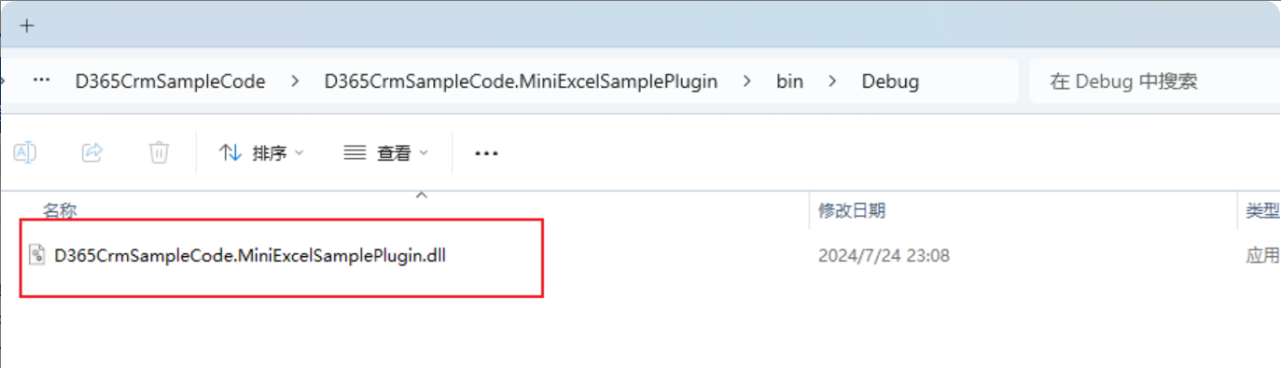 D365CrmSampleCode > D365CrmSampleCode.MiniExcelSamplePlugin > bin > Debug 在 Debug 中搜索
排序 查看
名称 修改日期 类型
D365CrmSampleCode.MiniExcelSamplePlugin.dll 2024/7/24 23:08 应用